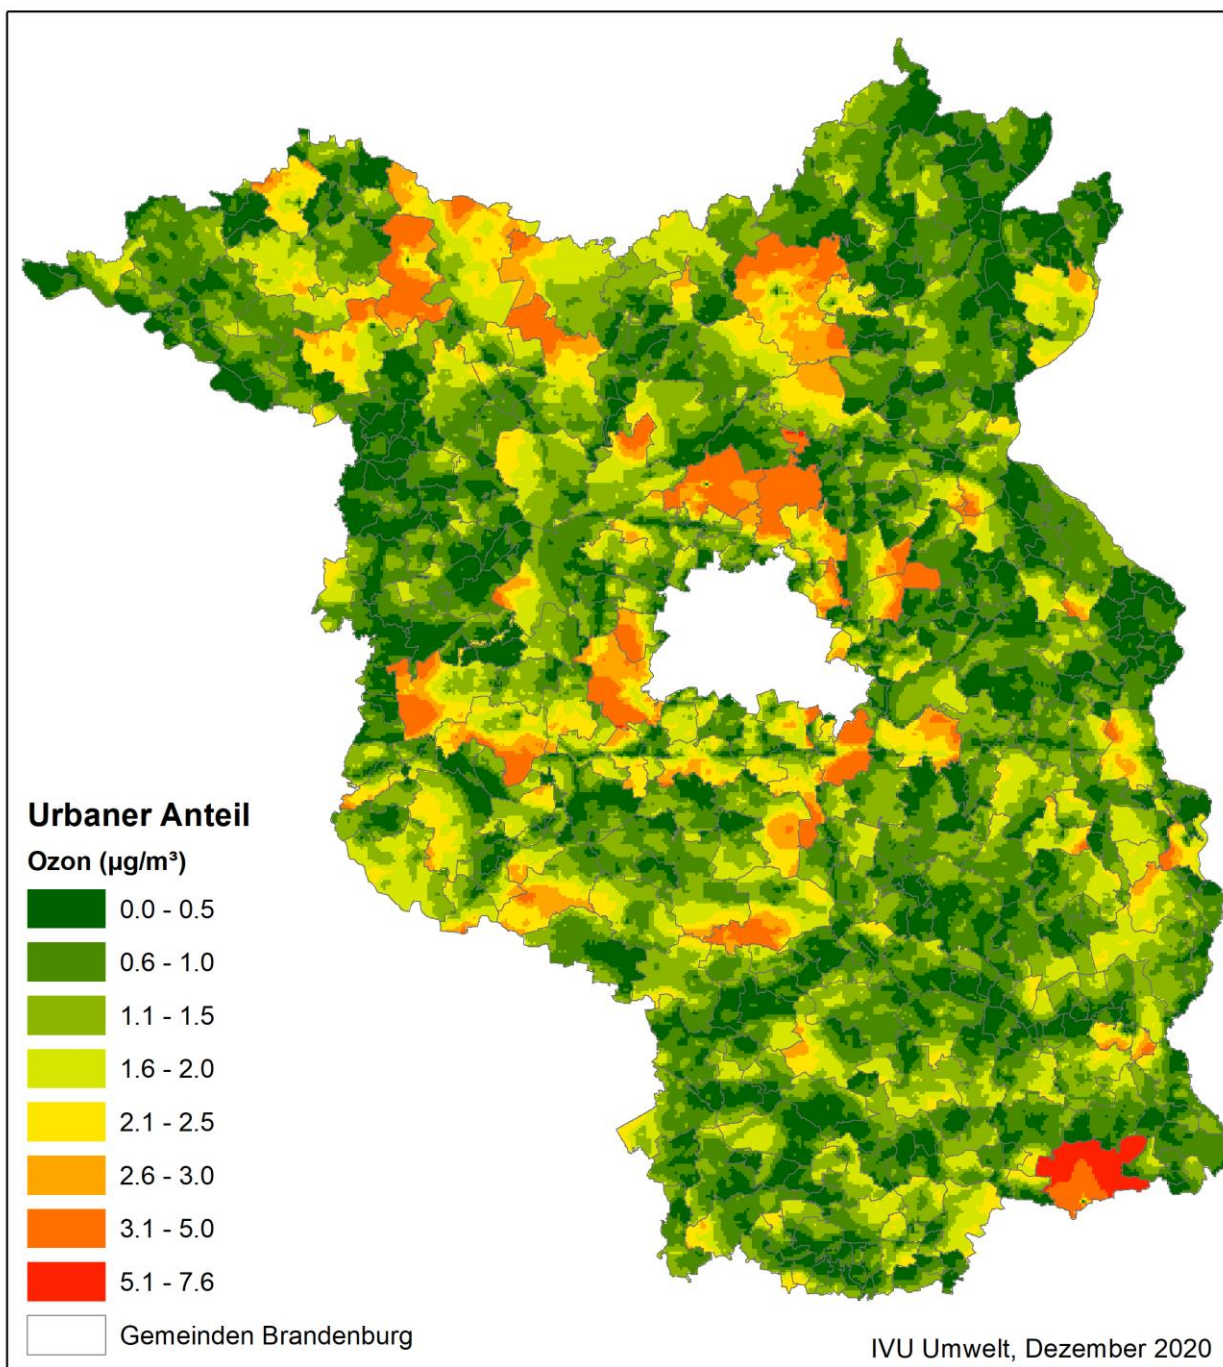 Urbaner Anteil
Ozon (µg/m³)
0.0 - 0.5
0.6 - 1.0
1.1 - 1.5
1.6 - 2.0
2.1 - 2.5
2.6 - 3.0
3.1 - 5.0
5.1 - 7.6
Gemeinden Brandenburg
IVU Umwelt, Dezember 2020